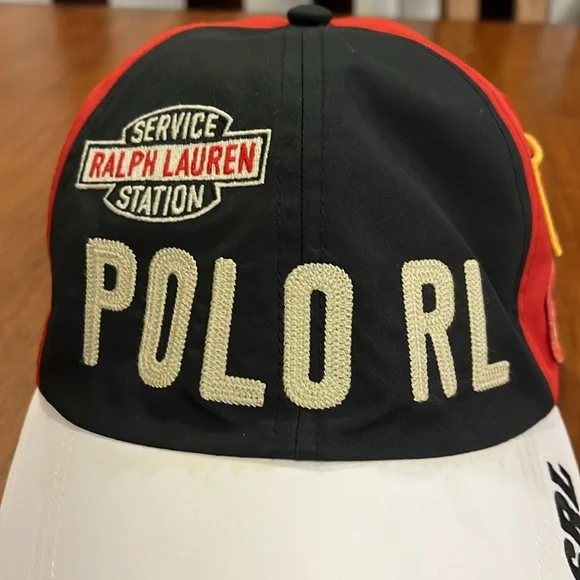 SERVICE
RALPH LAUREN
STATION
POLO RL